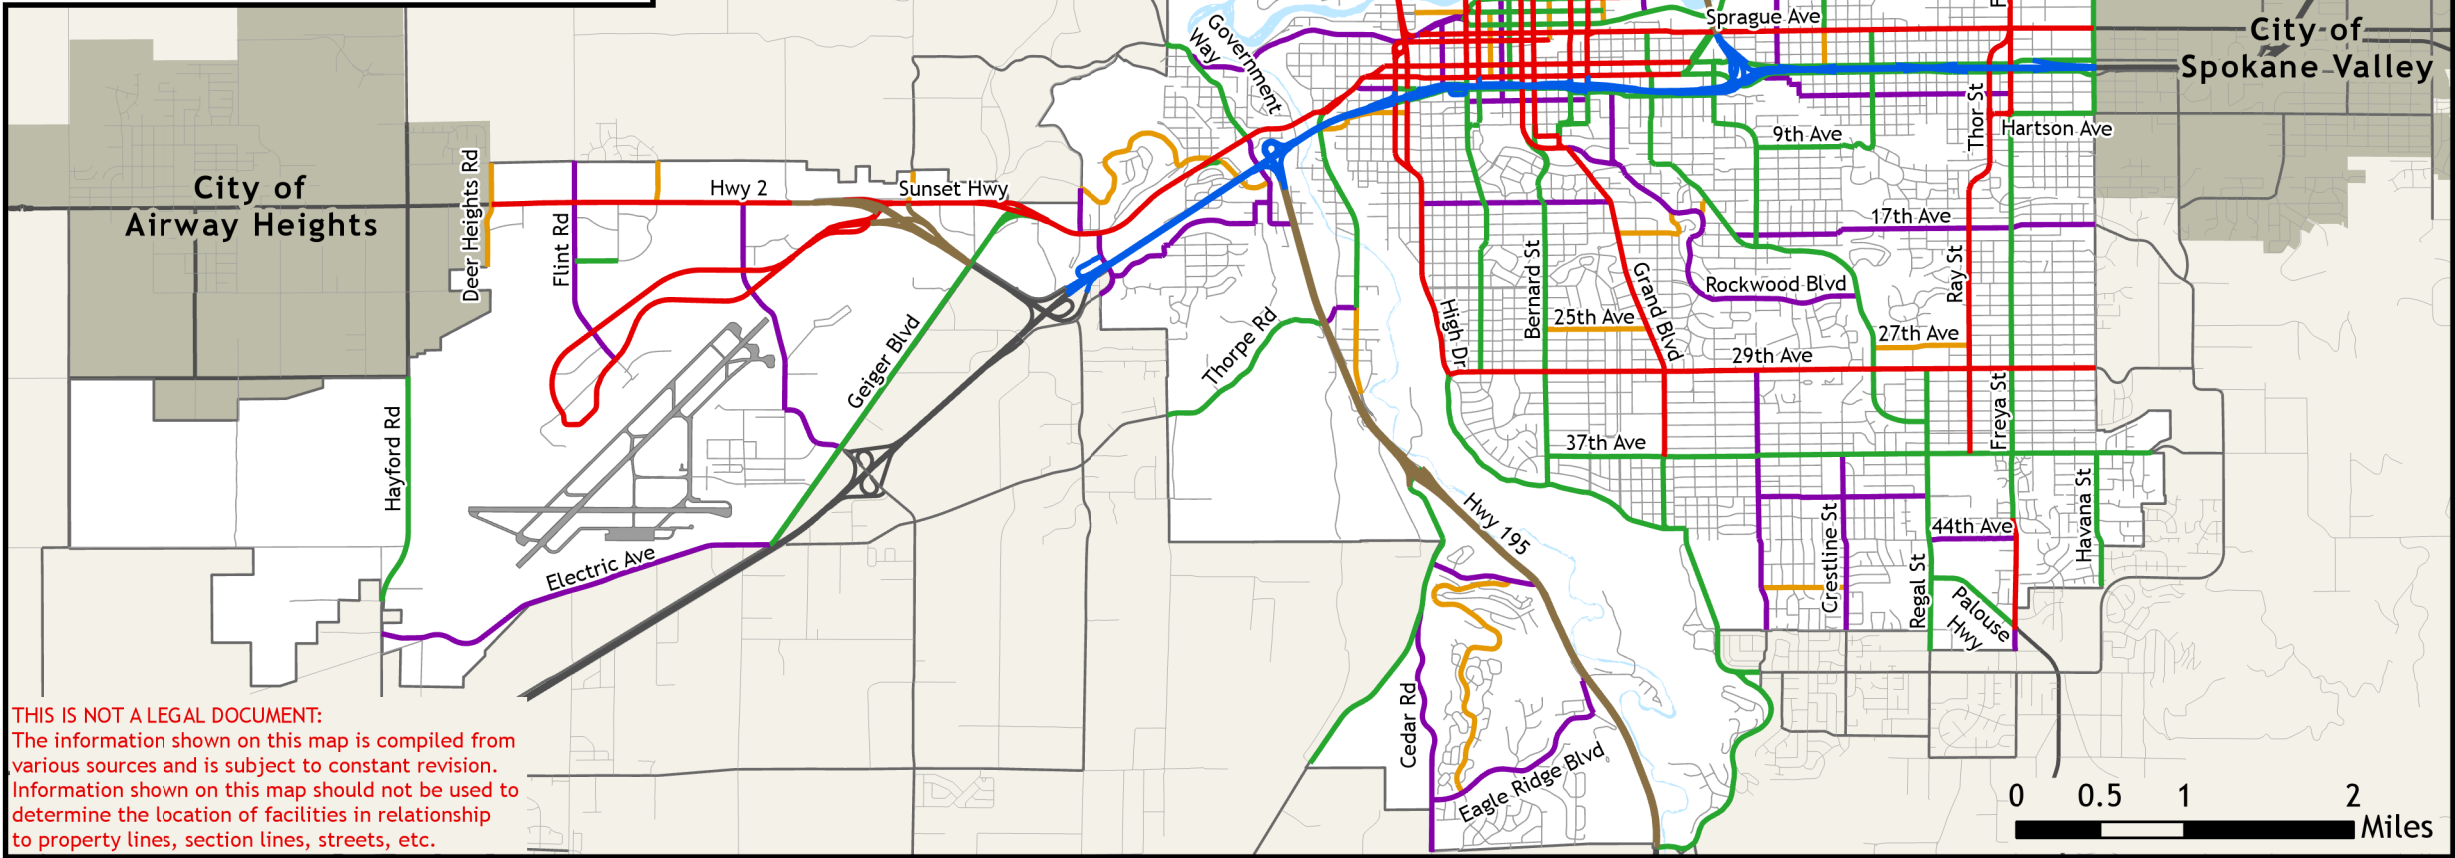 Sprague Ave
F
City of
Spokane Valley
Government
Way
Thor St
Hartson Ave
9th Ave
City of
Airway Heights
Deer Heights Rd
Hwy 2
Sunset Hwy
Flint Rd
17th Ave
Bernard St
Grand Blvd
Rockwood Blvd
Ray St
High Dr
25th Ave
27th Ave
29th Ave
Thorpe Rd
Geiger Blvd
Hayford Rd
Freya St
37th Ave
Havana St
Hwy 195
Crestline St
44th Ave
Regal St
Electric Ave
Palouse
Hwy
Cedar Rd
Eagle Ridge Blvd
THIS IS NOT A LEGAL DOCUMENT:
The information shown on this map is compiled from
various sources and is subject to constant revision.
Information shown on this map should not be used to
determine the location of facilities in relationship
to property lines, section lines, streets, etc.
0 0.5 1 2
Miles